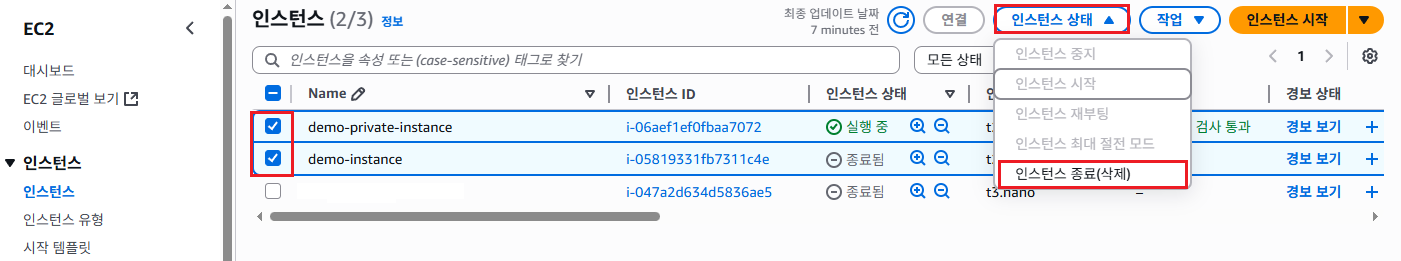 EC2
대시보드
EC2 글로벌 보기
이벤트
인스턴스
인스턴스
인스턴스 유형
시작 템플릿
인스턴스 (2/3) 정보
최종 업데이트 날짜
7 minutes 전
연결
인스턴스 상태
작업
인스턴스 시작
인스턴스을 속성 또는 (case-sensitive) 태그로 찾기
모든 상태
1
인스턴스 중지
인스턴스 시작
인스턴스 재부팅
인스턴스 최대 절전 모드
인스턴스 종료(삭제)
Name 인스턴스 ID 인스턴스 상태 경보 상태
demo-private-instance i-06aef1ef0fbaa7072 실행 중 검사 통과 경보 보기
demo-instance i-05819331fb7311c4e 종료됨 경보 보기
i-047a2d634d5836ae5 종료됨 t3.nano – 경보 보기